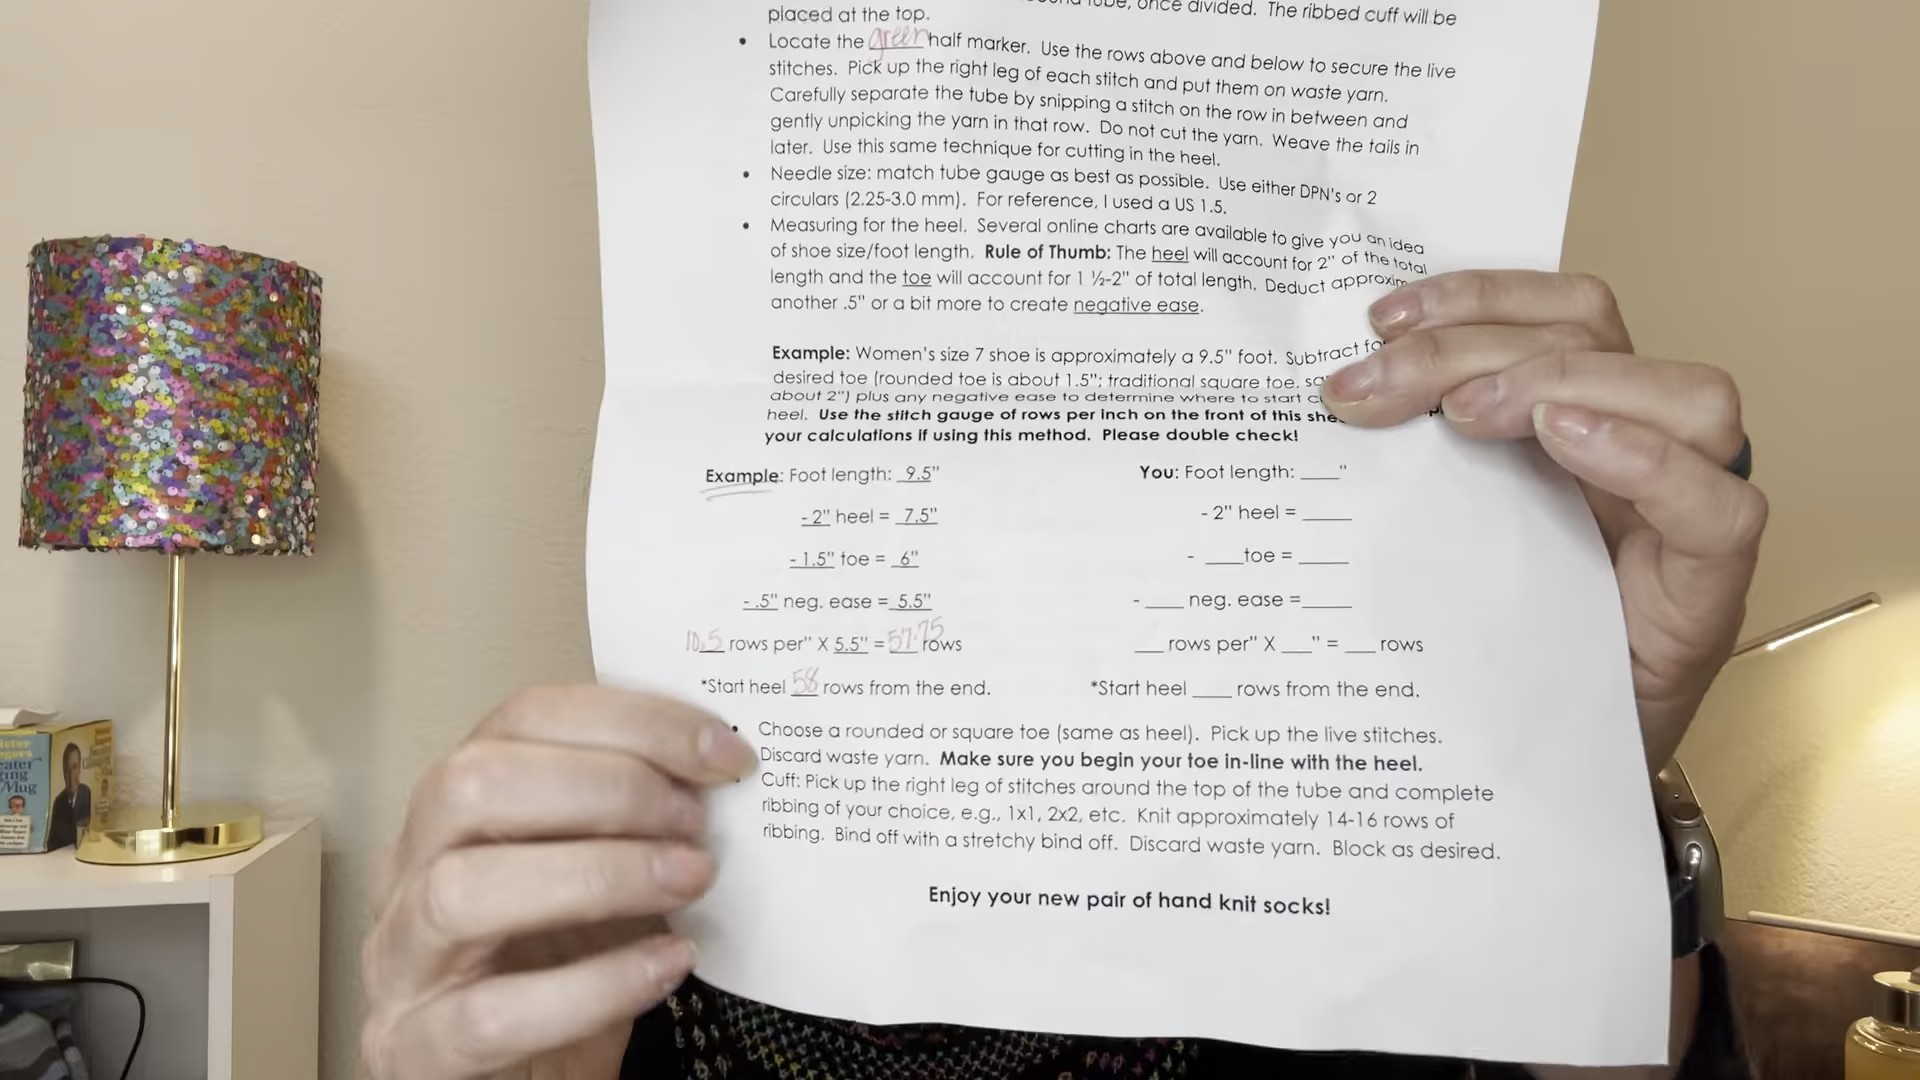 tube, once divided. The ribbed cuff will be
placed at the top.
• Locate the green half marker. Use the rows above and below to secure the live
stitches. Pick up the right leg of each stitch and put them on waste yarn.
Carefully separate the tube by snipping a stitch on the row in between and
gently unpicking the yarn in that row. Do not cut the yarn. Weave the tails in
later. Use this same technique for cutting in the heel.
• Needle size: match tube gauge as best as possible. Use either DPN's or 2
circulars (2.25-3.0 mm). For reference, I used a US 1.5.
• Measuring for the heel. Several online charts are available to give you an idea
of shoe size/foot length. Rule of Thumb: The heel will account for 2" of the total
length and the toe will account for 1 ½-2" of total length. Deduct approxim
another .5" or a bit more to create negative ease.
Example: Women's size 7 shoe is approximately a 9.5" foot. Subtract fo
desired toe (rounded toe is about 1.5"; traditional square toe,
about 2") plus any negative ease to determine where to start
heel. Use the stitch gauge of rows per inch on the front of this
your calculations if using this method. Please double check!
Example: Foot length: 9.5"
- 2" heel = 7.5"
- 1.5" toe = 6"
- .5" neg. ease = 5.5"
10.5 rows per" X 5.5" = 57.75 rows
*Start heel 58 rows from the end.
You: Foot length: ____"
- 2" heel = _____
- ____toe = _____
- ____ neg. ease =_____
___ rows per" X ___" = ___ rows
*Start heel ____ rows from the end.
• Choose a rounded or square toe (same as heel). Pick up the live stitches.
Discard waste yarn. Make sure you begin your toe in-line with the heel.
• Cuff: Pick up the right leg of stitches around the top of the tube and complete
ribbing of your choice, e.g., 1x1, 2x2, etc. Knit approximately 14-16 rows of
ribbing. Bind off with a stretchy bind off. Discard waste yarn. Block as desired.
Enjoy your new pair of hand knit socks!